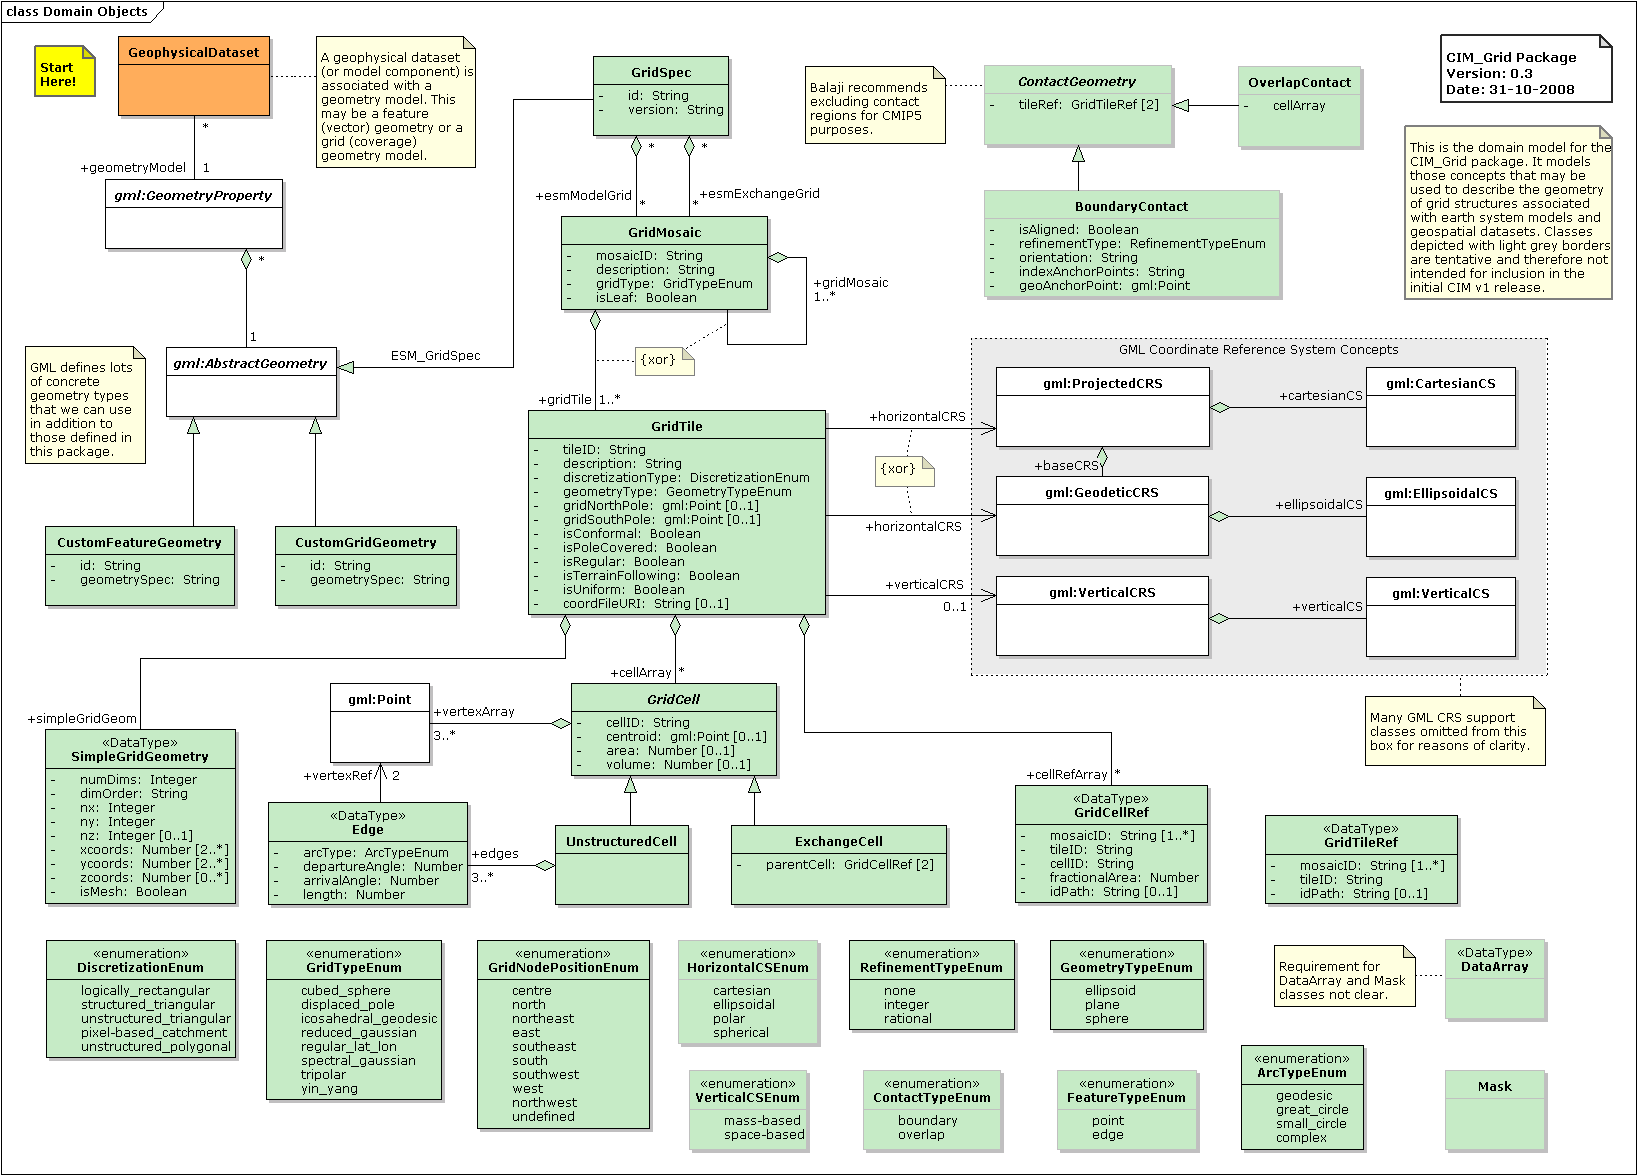 class Domain Objects
Start
Here!
GeophysicalDataset
A geophysical dataset
(or model component) is
associated with a
geometry model. This
may be a feature
(vector) geometry or a
grid (coverage)
geometry model.
*
+geometryModel
1
gml:GeometryProperty
*
1
gml:AbstractGeometry
GML defines lots
of concrete
geometry types
that we can use
in addition to
those defined in
this package.
ESM_GridSpec
CustomFeatureGeometry
- id: String
- geometrySpec: String
CustomGridGeometry
- id: String
- geometrySpec: String
GridSpec
- id: String
- version: String
*
*
+esmModelGrid
*
+esmExchangeGrid
*
GridMosaic
- mosaicID: String
- description: String
- gridType: GridTypeEnum
- isLeaf: Boolean
+gridMosaic
1..*
{xor}
+gridTile
1..*
Balaji recommends
excluding contact
regions for CMIP5
purposes.
ContactGeometry
- tileRef: GridTileRef [2]
OverlapContact
- cellArray
BoundaryContact
- isAligned: Boolean
- refinementType: RefinementTypeEnum
- orientation: String
- indexAnchorPoints: String
- geoAnchorPoint: gml:Point
CIM_Grid Package
Version: 0.3
Date: 31-10-2008
This is the domain model for the
CIM_Grid package. It models
those concepts that may be
used to describe the geometry
of grid structures associated
with earth system models and
geospatial datasets. Classes
depicted with light grey borders
are tentative and therefore not
intended for inclusion in the
initial CIM v1 release.
GridTile
- tileID: String
- description: String
- discretizationType: DiscretizationEnum
- geometryType: GeometryTypeEnum
- gridNorthPole: gml:Point [0..1]
- gridSouthPole: gml:Point [0..1]
- isConformal: Boolean
- isPoleCovered: Boolean
- isRegular: Boolean
- isTerrainFollowing: Boolean
- isUniform: Boolean
- coordFileURI: String [0..1]
+horizontalCRS
{xor}
+horizontalCRS
+verticalCRS
0..1
GML Coordinate Reference System Concepts
gml:ProjectedCRS
+cartesianCS
gml:CartesianCS
+baseCRS
gml:GeodeticCRS
+ellipsoidalCS
gml:EllipsoidalCS
gml:VerticalCRS
+verticalCS
gml:VerticalCS
Many GML CRS support
classes omitted from this
box for reasons of clarity.
+simpleGridGeom
«DataType»
SimpleGridGeometry
- numDims: Integer
- dimOrder: String
- nx: Integer
- ny: Integer
- nz: Integer [0..1]
- xcoords: Number [2..*]
- ycoords: Number [2..*]
- zcoords: Number [0..*]
- isMesh: Boolean
gml:Point
+vertexArray
3..*
+vertexRef
2
«DataType»
Edge
- arcType: ArcTypeEnum
- departureAngle: Number
- arrivalAngle: Number
- length: Number
+edges
3..*
+cellArray
*
GridCell
- cellID: String
- centroid: gml:Point [0..1]
- area: Number [0..1]
- volume: Number [0..1]
UnstructuredCell
ExchangeCell
- parentCell: GridCellRef [2]
+cellRefArray
*
«DataType»
GridCellRef
- mosaicID: String [1..*]
- tileID: String
- cellID: String
- fractionalArea: Number
- idPath: String [0..1]
«DataType»
GridTileRef
- mosaicID: String [1..*]
- tileID: String
- idPath: String [0..1]
«enumeration»
DiscretizationEnum
logically_rectangular
structured_triangular
unstructured_triangular
pixel-based_catchment
unstructured_polygonal
«enumeration»
GridTypeEnum
cubed_sphere
displaced_pole
icosahedral_geodesic
reduced_gaussian
regular_lat_lon
spectral_gaussian
tripolar
yin_yang
«enumeration»
GridNodePositionEnum
centre
north
northeast
east
southeast
south
southwest
west
northwest
undefined
«enumeration»
HorizontalCSEnum
cartesian
ellipsoidal
polar
spherical
«enumeration»
RefinementTypeEnum
none
integer
rational
«enumeration»
GeometryTypeEnum
ellipsoid
plane
sphere
Requirement for
DataArray and Mask
classes not clear.
«DataType»
DataArray
«enumeration»
VerticalCSEnum
mass-based
space-based
«enumeration»
ContactTypeEnum
boundary
overlap
«enumeration»
FeatureTypeEnum
point
edge
«enumeration»
ArcTypeEnum
geodesic
great_circle
small_circle
complex
Mask